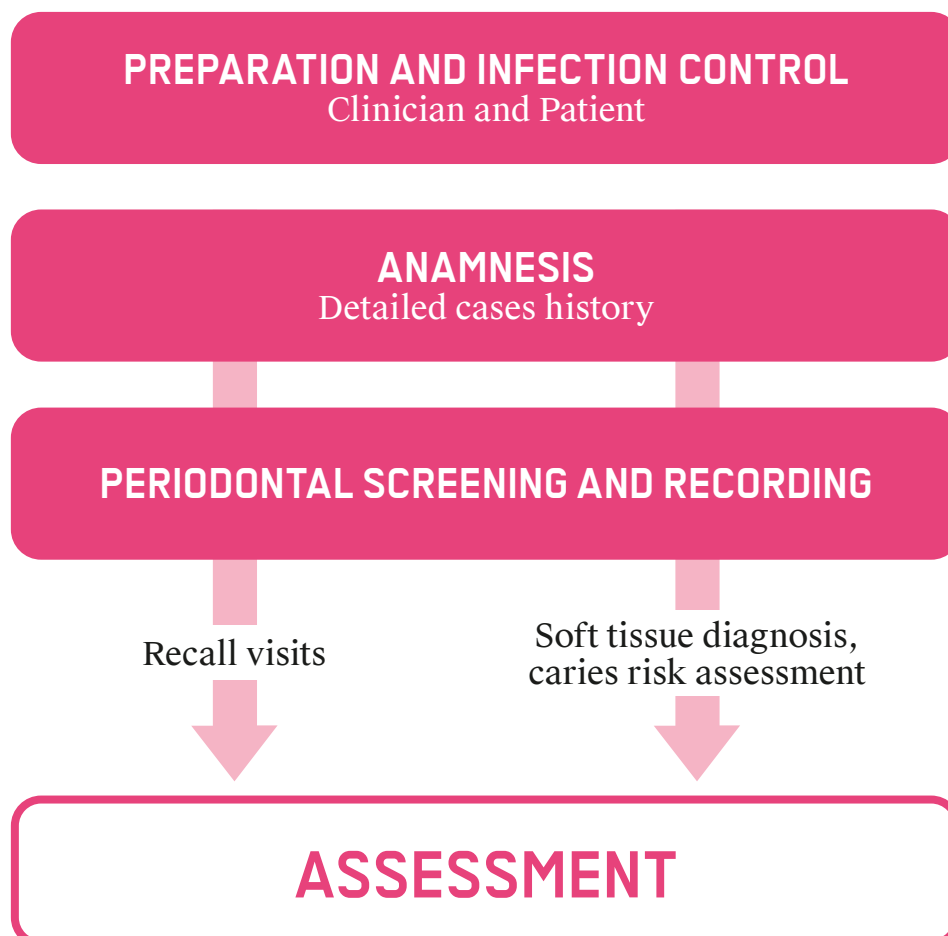 PREPARATION AND INFECTION CONTROL
Clinician and Patient
ANAMNESIS
Detailed cases history
PERIODONTAL SCREENING AND RECORDING
Recall visits
Soft tissue diagnosis,
caries risk assessment
ASSESSMENT